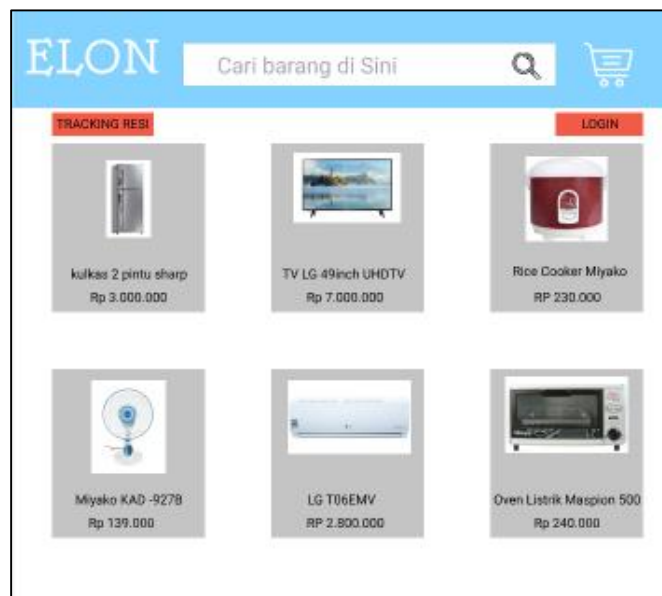 ELON
Cari barang di Sini
TRACKING RESI
LOGIN
kulkas 2 pintu sharp
Rp 3.000.000
TV LG 49inch UHDTV
Rp 7.000.000
Rice Cooker Miyako
RP 230.000
Miyako KAD -927B
Rp 139.000
LG T06EMV
RP 2.800.000
Oven Listrik Maspion 500
Rp 240.000